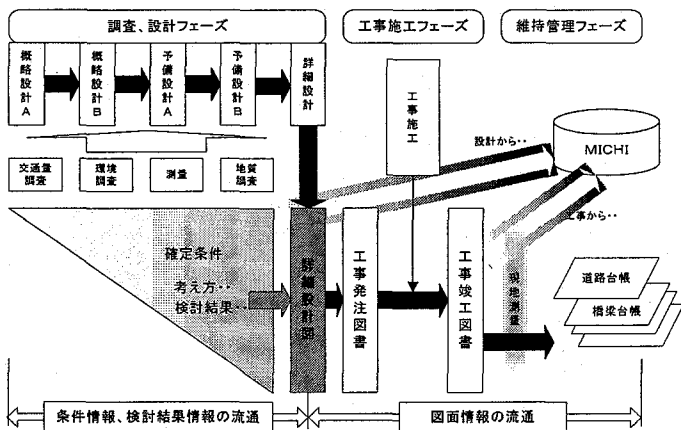 調査、設計フェーズ
工事施工フェーズ
維持管理フェーズ
概略設計A
概略設計B
予備設計A
予備設計B
詳細設計
工事施工
設計から‥
MICHI
交通量
調査
環境
調査
測量
地質
調査
工事から‥
確定条件
考え方‥
検討結果‥
詳細設計図
工事発注図書
工事竣工図書
現地測量
道路台帳
橋梁台帳
条件情報、検討結果情報の流通
図面情報の流通